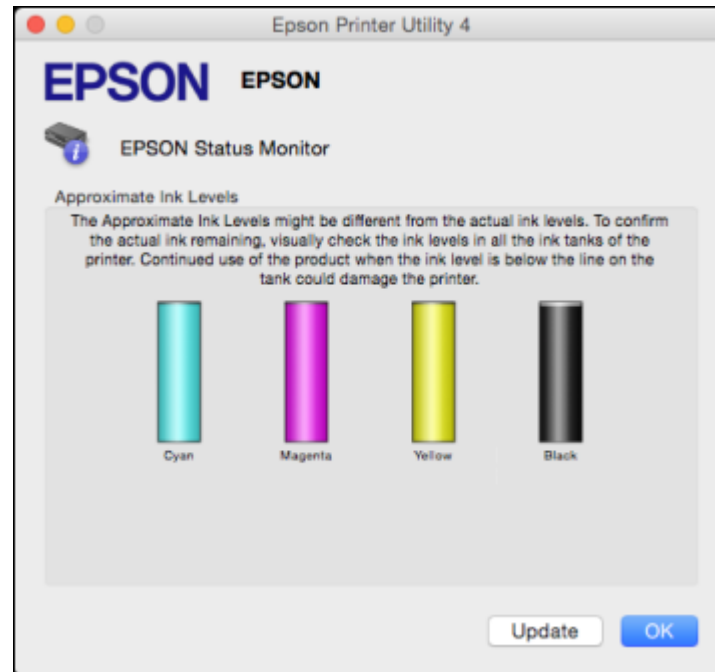 Epson Printer Utility 4
EPSON EPSON
EPSON Status Monitor
Approximate Ink Levels
The Approximate Ink Levels might be different from the actual ink levels. To confirm
the actual ink remaining, visually check the ink levels in all the ink tanks of the
printer. Continued use of the product when the ink level is below the line on the
tank could damage the printer.
Cyan Magenta Yellow Black
Update OK